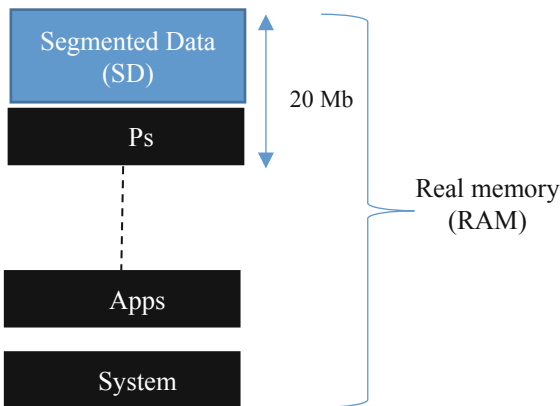 Segmented Data
(SD)
20 Mb
Ps
Real memory
(RAM)
Apps
System